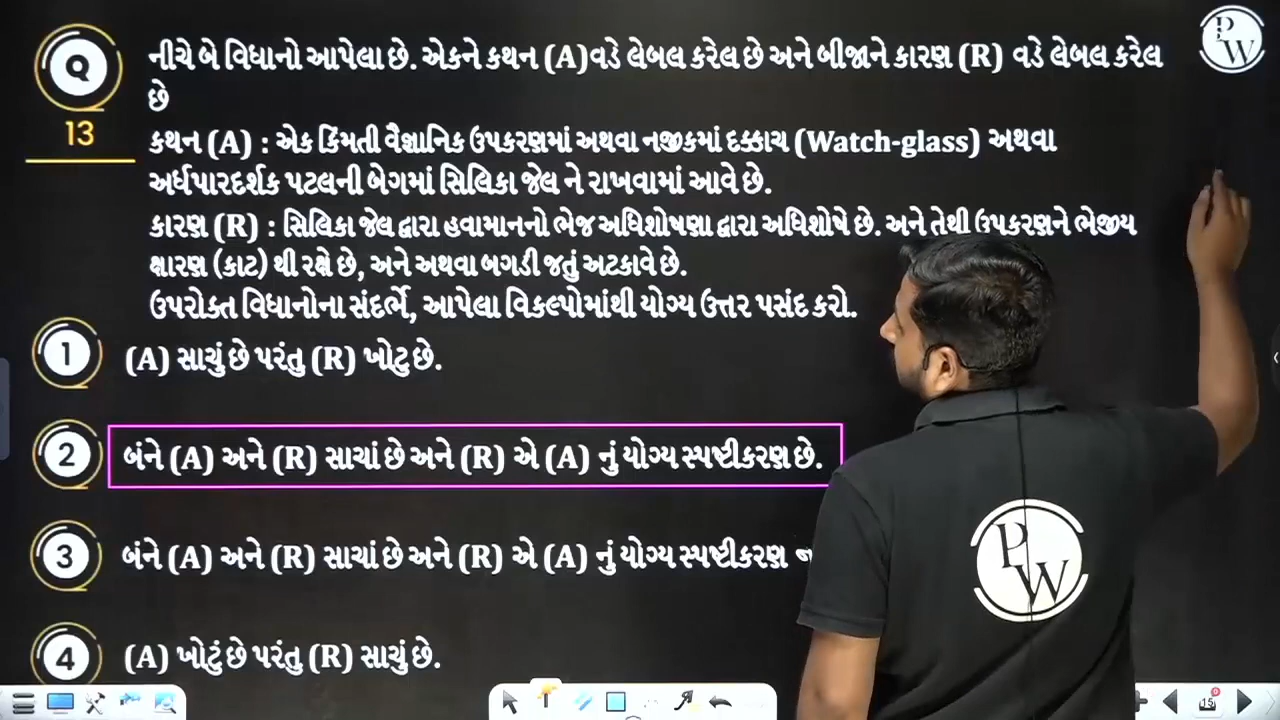 Q
13
નીચે બે વિધાનો આપેલા છે. એકને કથન (A)વડે લેબલ કરેલ છે અને બીજાને કારણ (R) વડે લેબલ કરેલ
છે
કથન (A) : એક કિંમતી વૈજ્ઞાનિક ઉપકરણમાં અથવા નજીકમાં દક્કાચ (Watch-glass) અથવા
અર્ધપારદર્શક પટલની બેગમાં સિલિકા જેલ ને રાખવામાં આવે છે.
કારણ (R) : સિલિકા જેલ દ્વારા હવામાનનો ભેજ અધિશોષણા દ્વારા અધિશોષે છે. અને તેથી ઉપકરણને ભેજીય
ક્ષારણ (કાટ) થી રક્ષે છે, અને અથવા બગડી જતું અટકાવે છે.
ઉપરોક્ત વિધાનોના સંદર્ભે, આપેલા વિકલ્પોમાંથી યોગ્ય ઉત્તર પસંદ કરો.
1 (A) સાચું છે પરંતુ (R) ખોટુ છે.
2 બંને (A) અને (R) સાચાં છે અને (R) એ (A) નું યોગ્ય સ્પષ્ટીકરણ છે.
3 બંને (A) અને (R) સાચાં છે અને (R) એ (A) નું યોગ્ય સ્પષ્ટીકરણ
4 (A) ખોટું છે પરંતુ (R) સાચું છે.
PW
PW
15